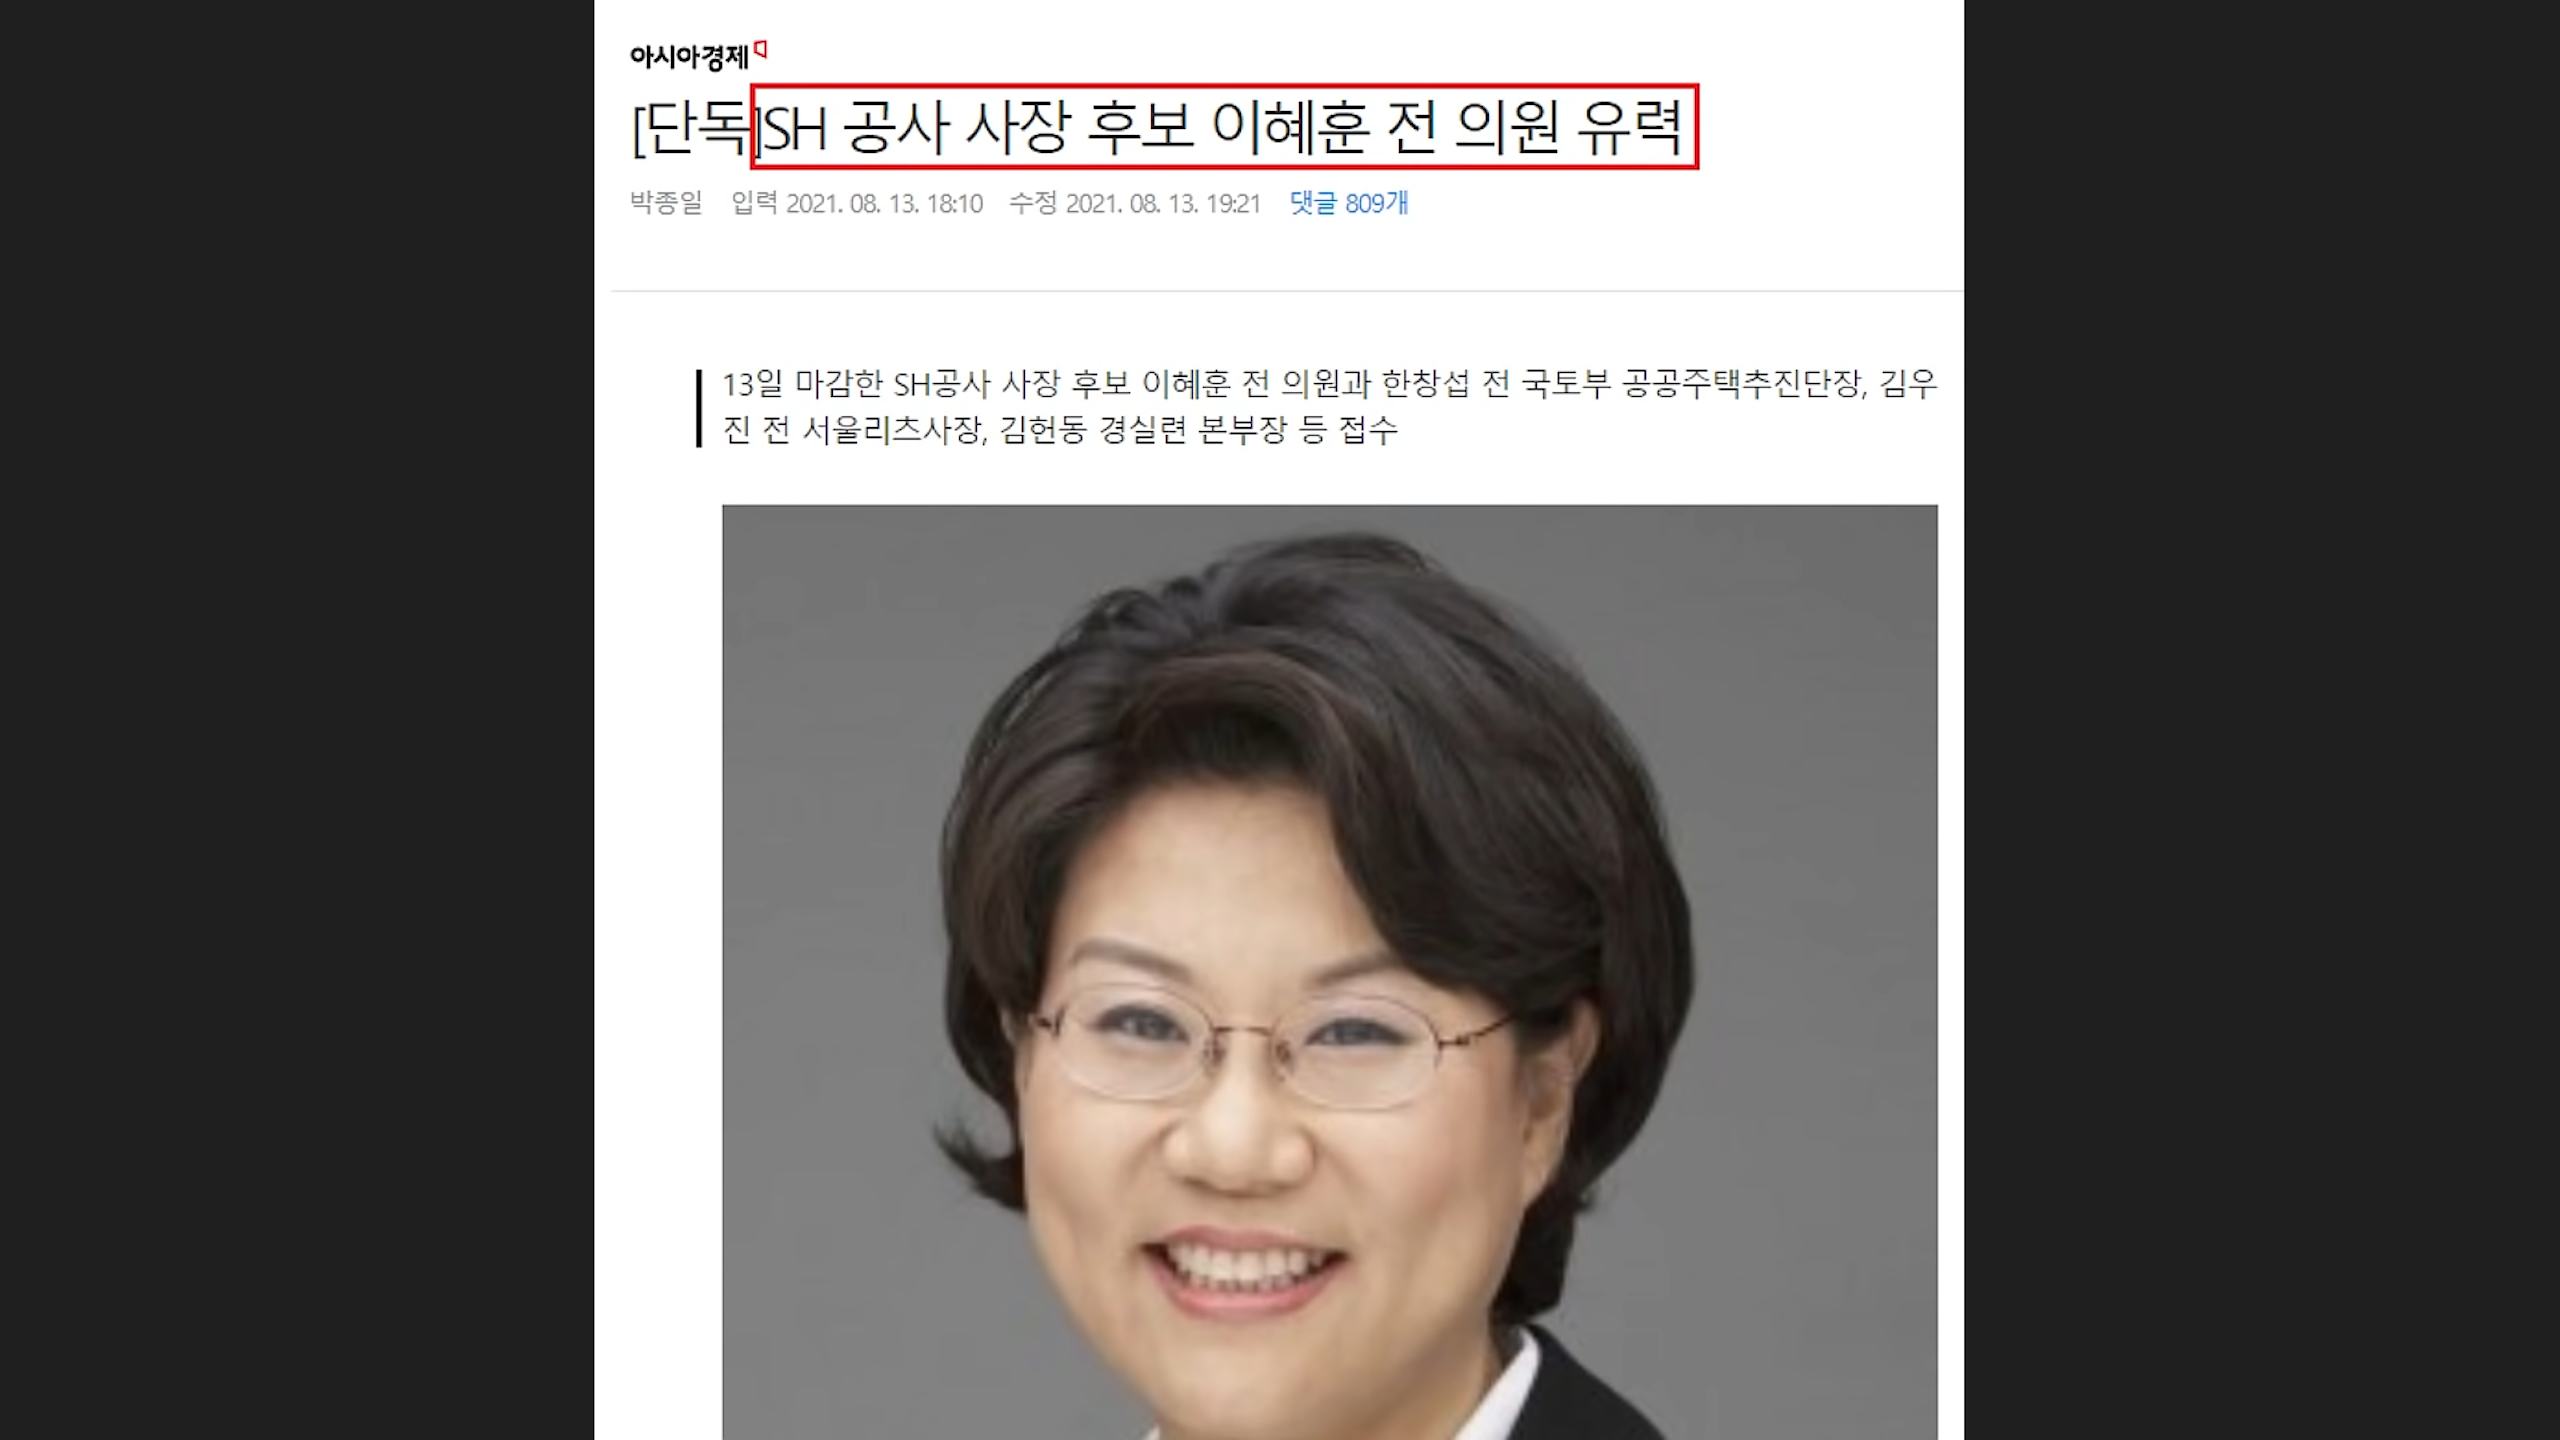 아시아경제
[단독]SH 공사 사장 후보 이혜훈 전 의원 유력
박종일 입력 2021. 08. 13. 18:10 수정 2021. 08. 13. 19:21 댓글 809개
13일 마감한 SH공사 사장 후보 이혜훈 전 의원과 한창섭 전 국토부 공공주택추진단장, 김우
진 전 서울리츠사장, 김헌동 경실련 본부장 등 접수